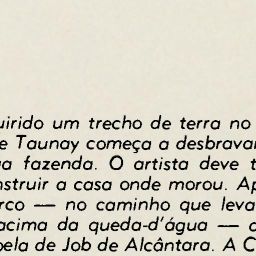 uirido um trecho de terra no
e Taunay começa a desbrava
a fazenda. O artista deve t
nstruir a casa onde morou. Ap
rco — no caminho que leva
acima da queda-d'água — c
pela de Job de Alcântara. A C